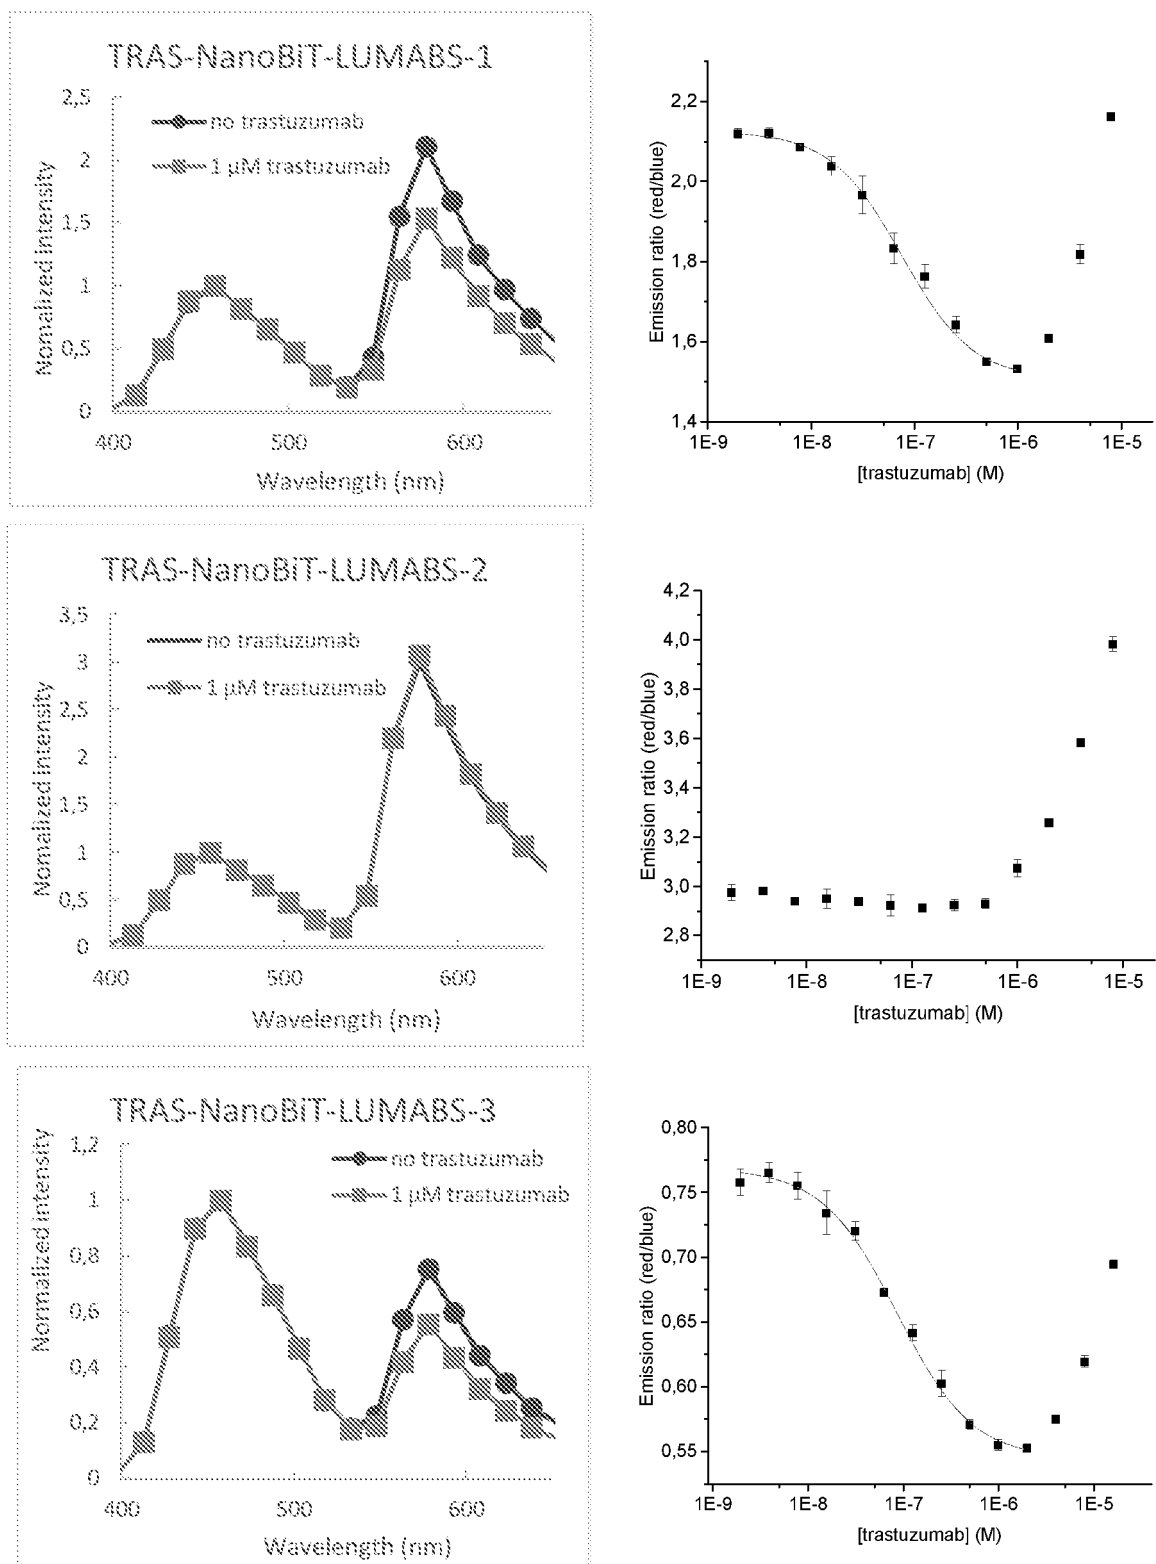 TRAS-NanoBiT-LUMABS-1
Normalized intensity
2,5
2
1,5
1
0,5
0
no trastuzumab
1 µM trastuzumab
400
500
600
Wavelength (nm)
Emission ratio (red/blue)
2,2
2,0
1,8
1,6
1,4
1E-9
1E-8
1E-7
1E-6
1E-5
[trastuzumab] (M)
TRAS-NanoBiT-LUMABS-2
Normalized intensity
3,5
3
2,5
2
1,5
1
0,5
0
no trastuzumab
1 µM trastuzumab
400
500
600
Wavelength (nm)
Emission ratio (red/blue)
4,2
4,0
3,8
3,6
3,4
3,2
3,0
2,8
1E-9
1E-8
1E-7
1E-6
1E-5
[trastuzumab] (M)
TRAS-NanoBiT-LUMABS-3
Normalized intensity
1,2
1
0,8
0,6
0,4
0,2
0
no trastuzumab
1 µM trastuzumab
400
500
600
Wavelength (nm)
Emission ratio (red/blue)
0,80
0,75
0,70
0,65
0,60
0,55
1E-9
1E-8
1E-7
1E-6
1E-5
[trastuzumab] (M)